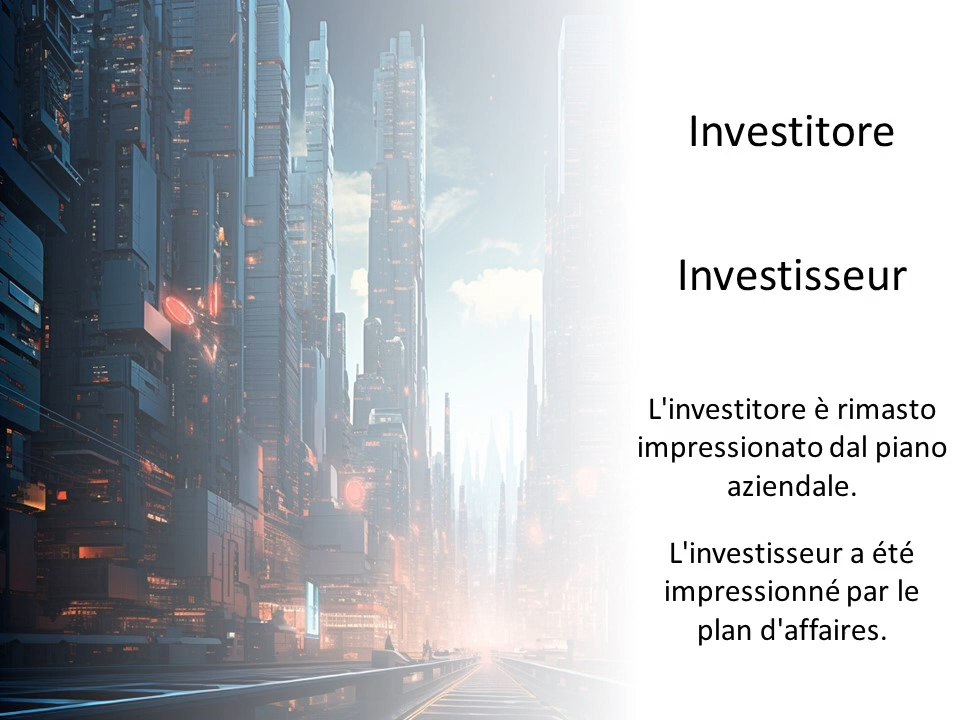 Investitore
Investisseur
L'investitore è rimasto
impressionato dal piano
aziendale.
L'investisseur a été
impressionné par le
plan d'affaires.